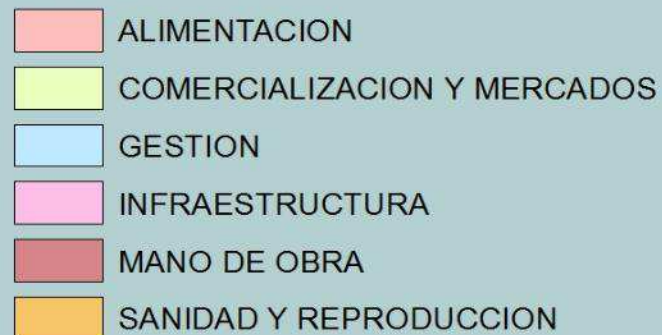 ALIMENTACION
COMERCIALIZACION Y MERCADOS
GESTION
INFRAESTRUCTURA
MANO DE OBRA
SANIDAD Y REPRODUCCION